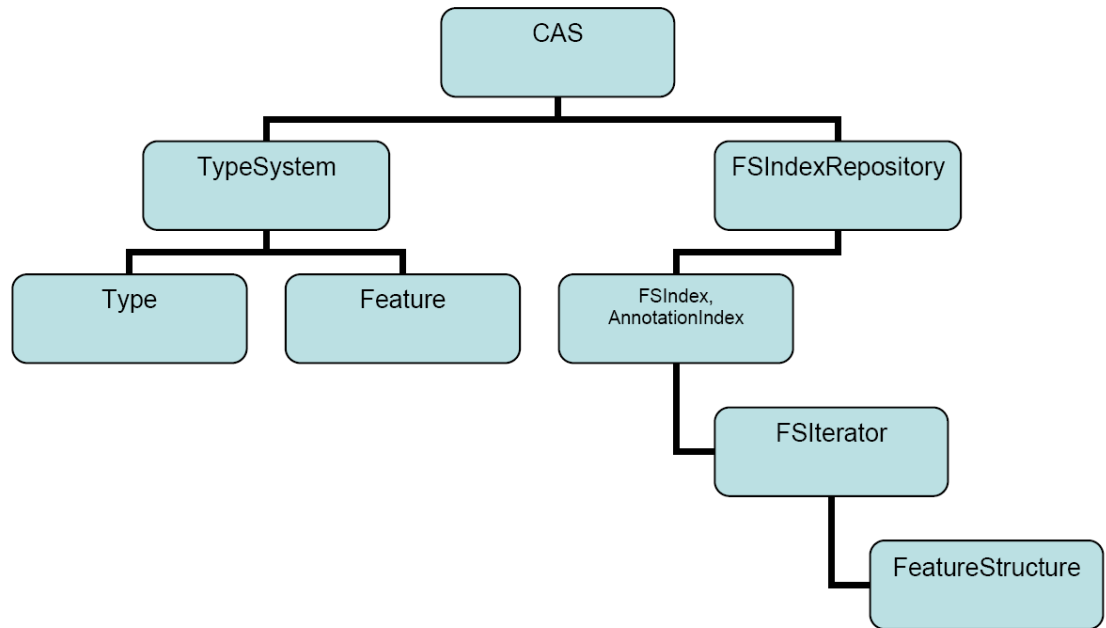 CAS
TypeSystem
FSIndexRepository
Type
Feature
FSIndex,
AnnotationIndex
FSIterator
FeatureStructure